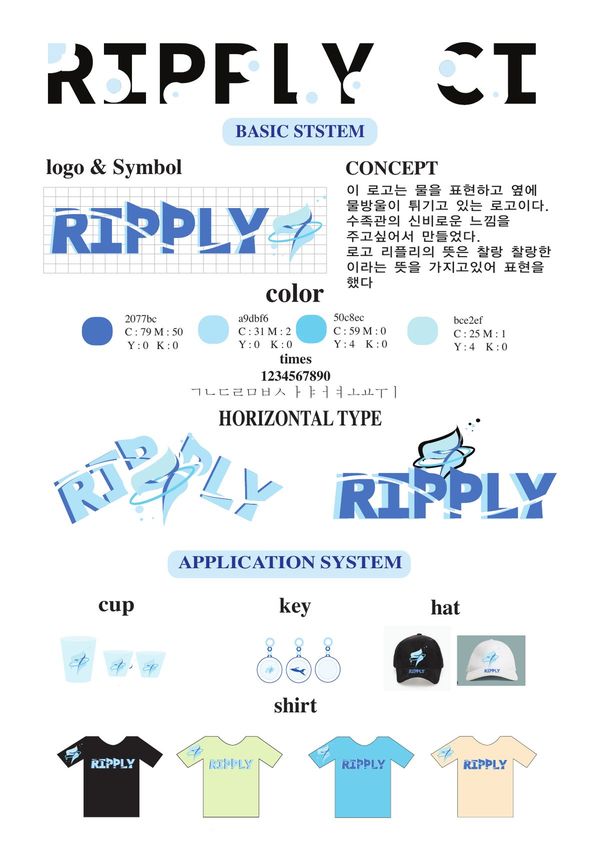 RIPPLY CI
BASIC STSTEM
logo & Symbol
CONCEPT
RIPPLY
이 로고는 물을 표현하고 옆에
물방울이 튀기고 있는 로고이다.
수족관의 신비로운 느낌을
주고싶어서 만들었다.
로고 리플리의 뜻은 찰랑 찰랑한
이라는 뜻을 가지고있어 표현을
했다
color
2077bc
C : 79 M : 50
Y : 0 K : 0
a9dbf6
C : 31 M : 2
Y : 0 K : 0
50c8ec
C : 59 M : 0
Y : 4 K : 0
bce2ef
C : 25 M : 1
Y : 4 K : 0
times
1234567890
ㄱㄴㄷㄹㅁㅂㅅㅏㅑㅓㅕㅗㅛㅜㅣ
HORIZONTAL TYPE
RIPPLY
RIPPLY
APPLICATION SYSTEM
cup
key
hat
RIPPLY
RIPPLY
shirt
RIPPLY
RIPPLY
RIPPLY
RIPPLY